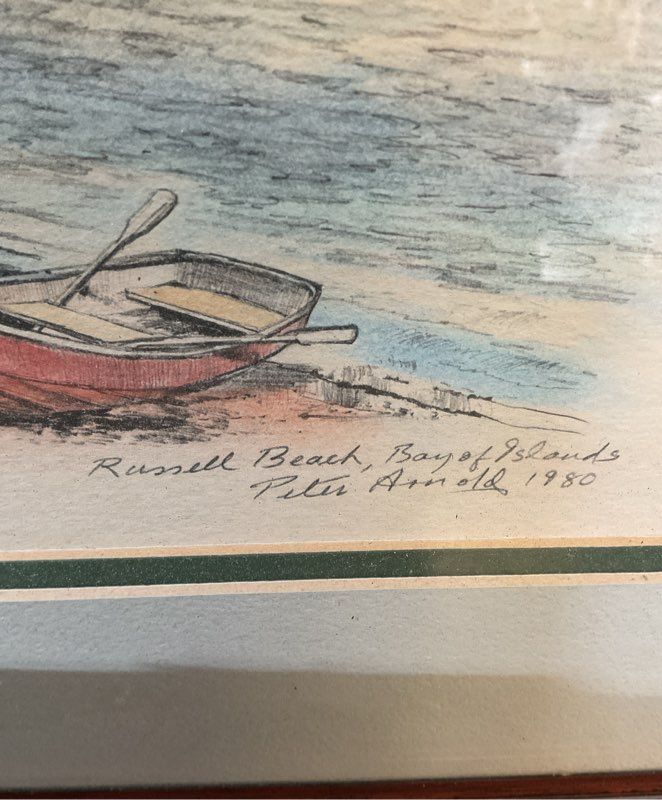 Russell Beach, Bay of Islands
Peter Arnold 1980